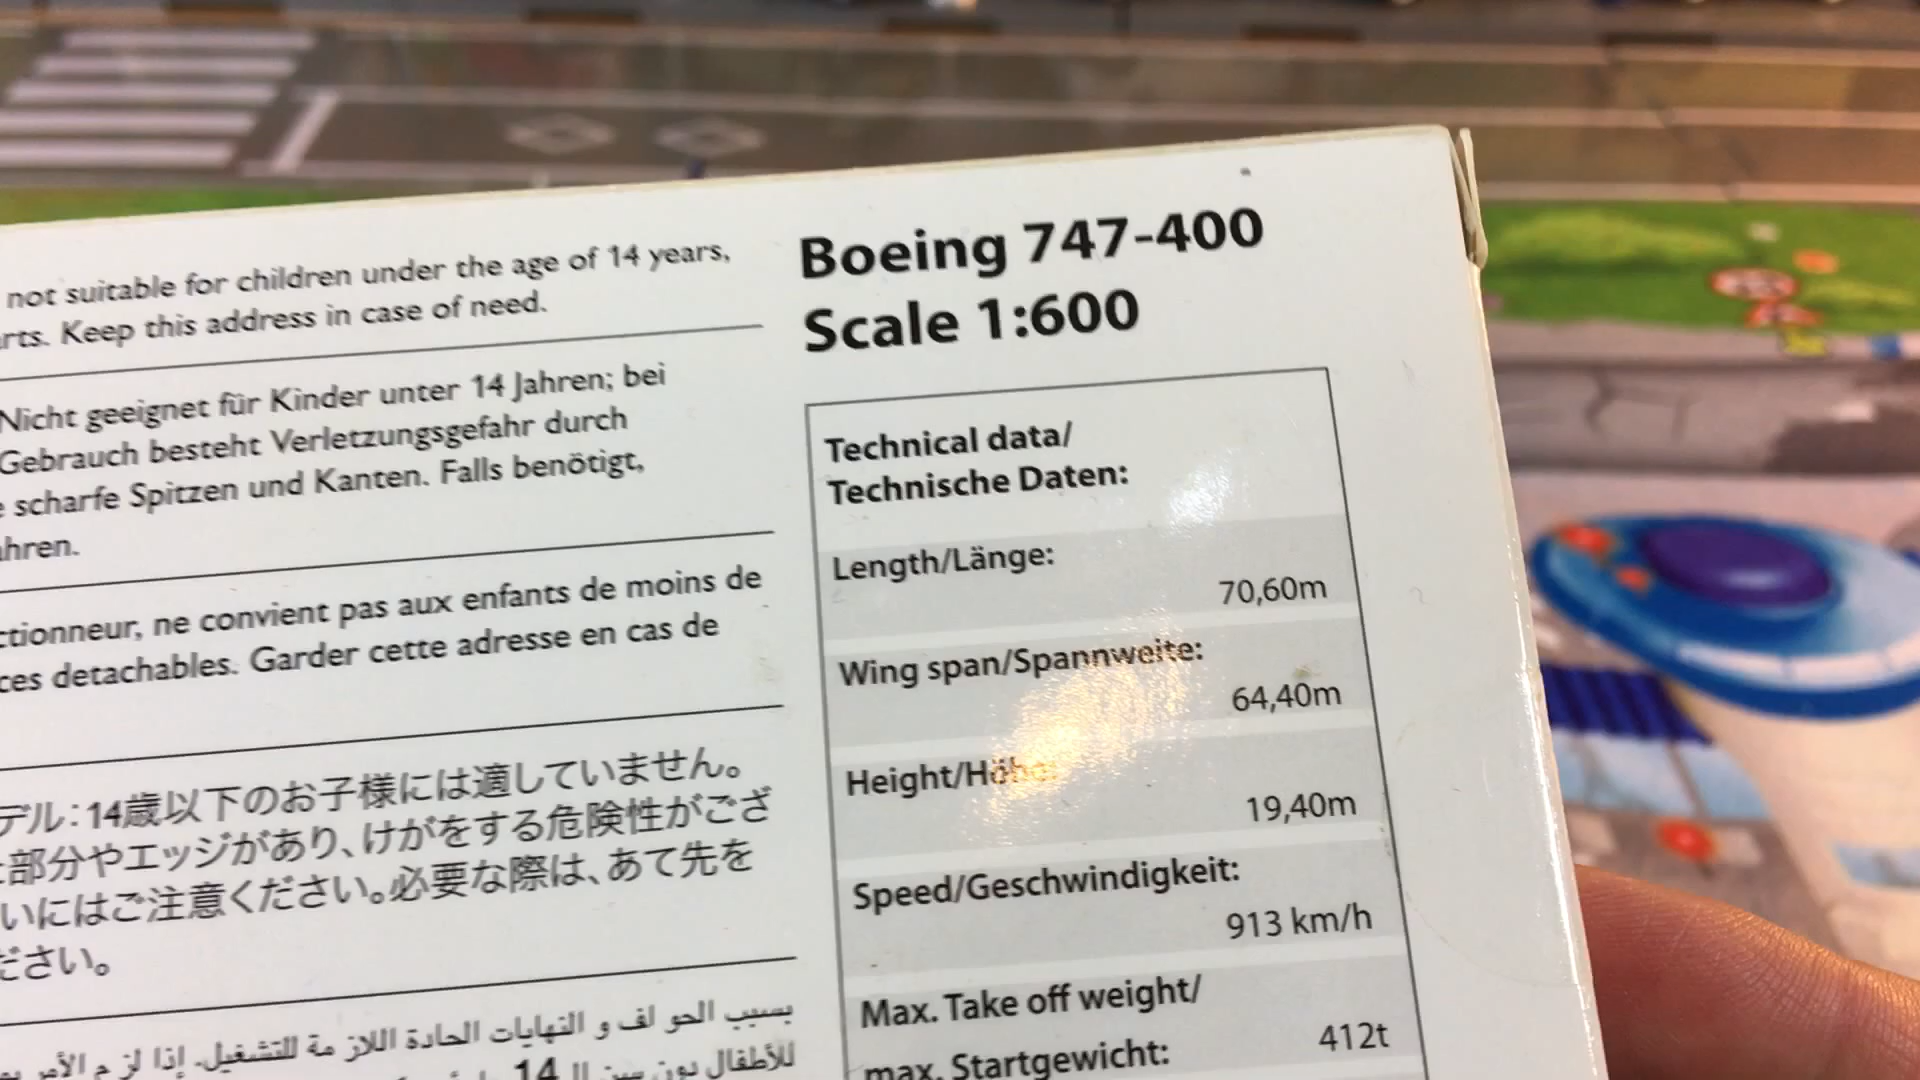 not suitable for children under the age of 14 years,
rts. Keep this address in case of need.
Nicht geeignet für Kinder unter 14 Jahren; bei
Gebrauch besteht Verletzungsgefahr durch
scharfe Spitzen und Kanten. Falls benötigt,
hren.
ctionneur, ne convient pas aux enfants de moins de
ces detachables. Garder cette adresse en cas de
デル：14歳以下のお子様には適していません。
部分やエッジがあり、けがをする危険性がござ
いにはご注意ください。必要な際は、あて先を
ださい。
بسبب الحو اف و النهايات الحادة اللاز مة للتشغيل. إذا لز م الأمر
للأطفال دون سن ال 14
Boeing 747-400
Scale 1:600
Technical data/
Technische Daten:
Length/Länge:
70,60m
Wing span/Spannweite:
64,40m
Height/Höhe:
19,40m
Speed/Geschwindigkeit:
913 km/h
Max. Take off weight/
max. Startgewicht:
412t